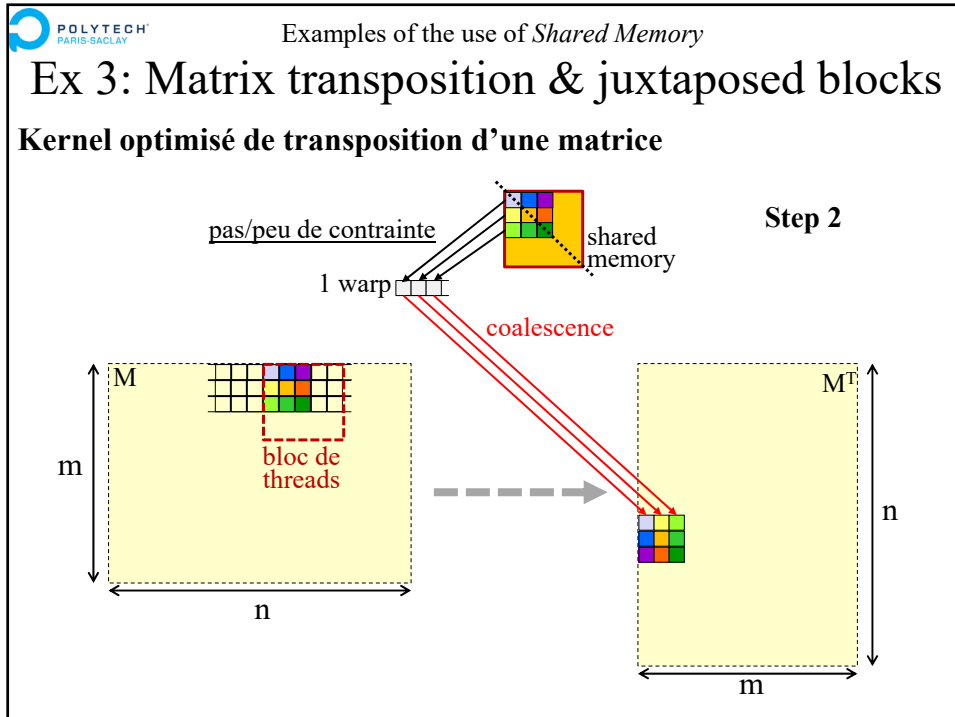 POLYTECH
PARIS-SACLAY
Examples of the use of Shared Memory
Ex 3: Matrix transposition & juxtaposed blocks
Kernel optimisé de transposition d'une matrice
pas/peu de contrainte
Step 2
shared
memory
1 warp
coalescence
M
Mᵀ
m
bloc de
threads
n
n
m